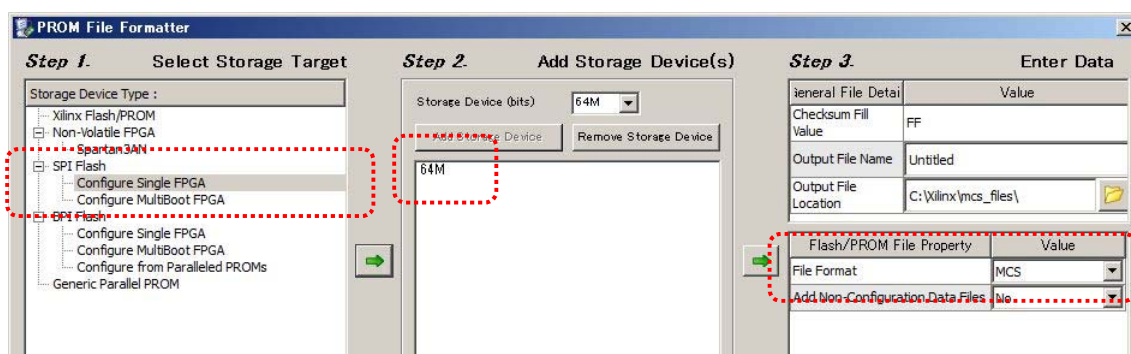 PROM File Formatter
Step 1. Select Storage Target
Storage Device Type :
Xilinx Flash/PROM
Non-Volatile FPGA
Spartan3AN
SPI Flash
Configure Single FPGA
Configure MultiBoot FPGA
BPI Flash
Configure Single FPGA
Configure MultiBoot FPGA
Configure from Paralleled PROMs
Generic Parallel PROM
Step 2. Add Storage Device(s)
Storage Device (bits) 64M
Add Storage Device Remove Storage Device
64M
Step 3. Enter Data
ieneral File Detai Value
Checksum Fill
Value FF
Output File Name Untitled
Output File
Location C:\Xilinx\mcs_files\
Flash/PROM File Property Value
File Format MCS
Add Non-Configuration Data Files No